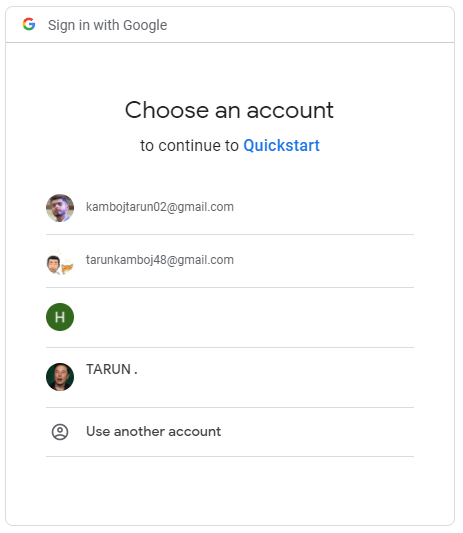 Sign in with Google
Choose an account
to continue to Quickstart
kambojtarun02@gmail.com
tarunkamboj48@gmail.com
H
TARUN .
Use another account